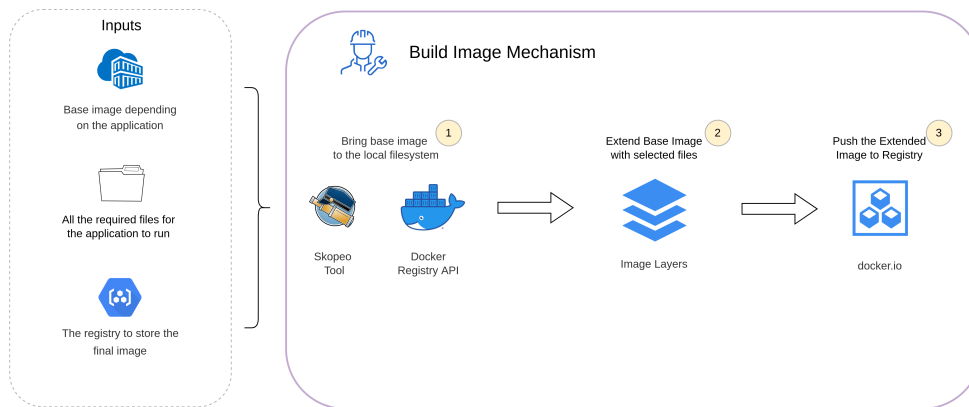 Inputs
Base image depending
on the application
All the required files for
the application to run
The registry to store the
final image
Build Image Mechanism
Bring base image
to the local filesystem
1
Skopeo
Tool
Docker
Registry API
Extend Base Image
with selected files
2
Image Layers
Push the Extended
Image to Registry
3
docker.io